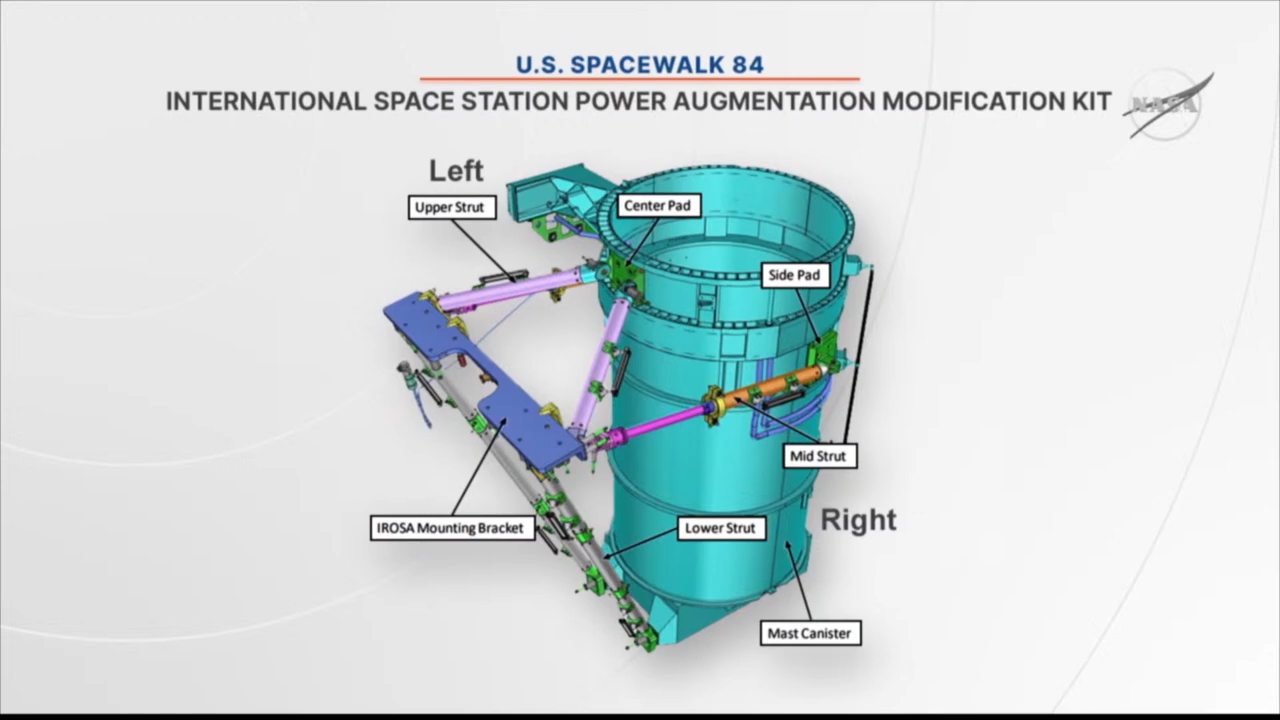 U.S. SPACEWALK 84
INTERNATIONAL SPACE STATION POWER AUGMENTATION MODIFICATION KIT
NASA
Left
Upper Strut
Center Pad
Side Pad
Mid Strut
IROSA Mounting Bracket
Lower Strut
Right
Mast Canister